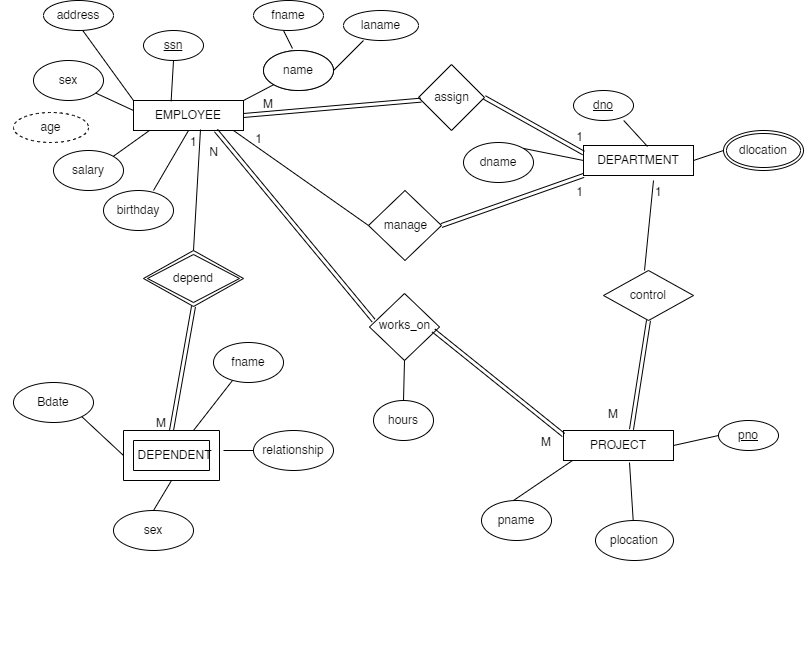 address
fname
laname
ssn
name
sex
EMPLOYEE
M
assign
dno
age
1
N
1
1
DEPARTMENT
dlocation
salary
dname
birthday
manage
1
1
depend
control
works_on
fname
Bdate
hours
M
M
M
PROJECT
pno
DEPENDENT
relationship
sex
pname
plocation